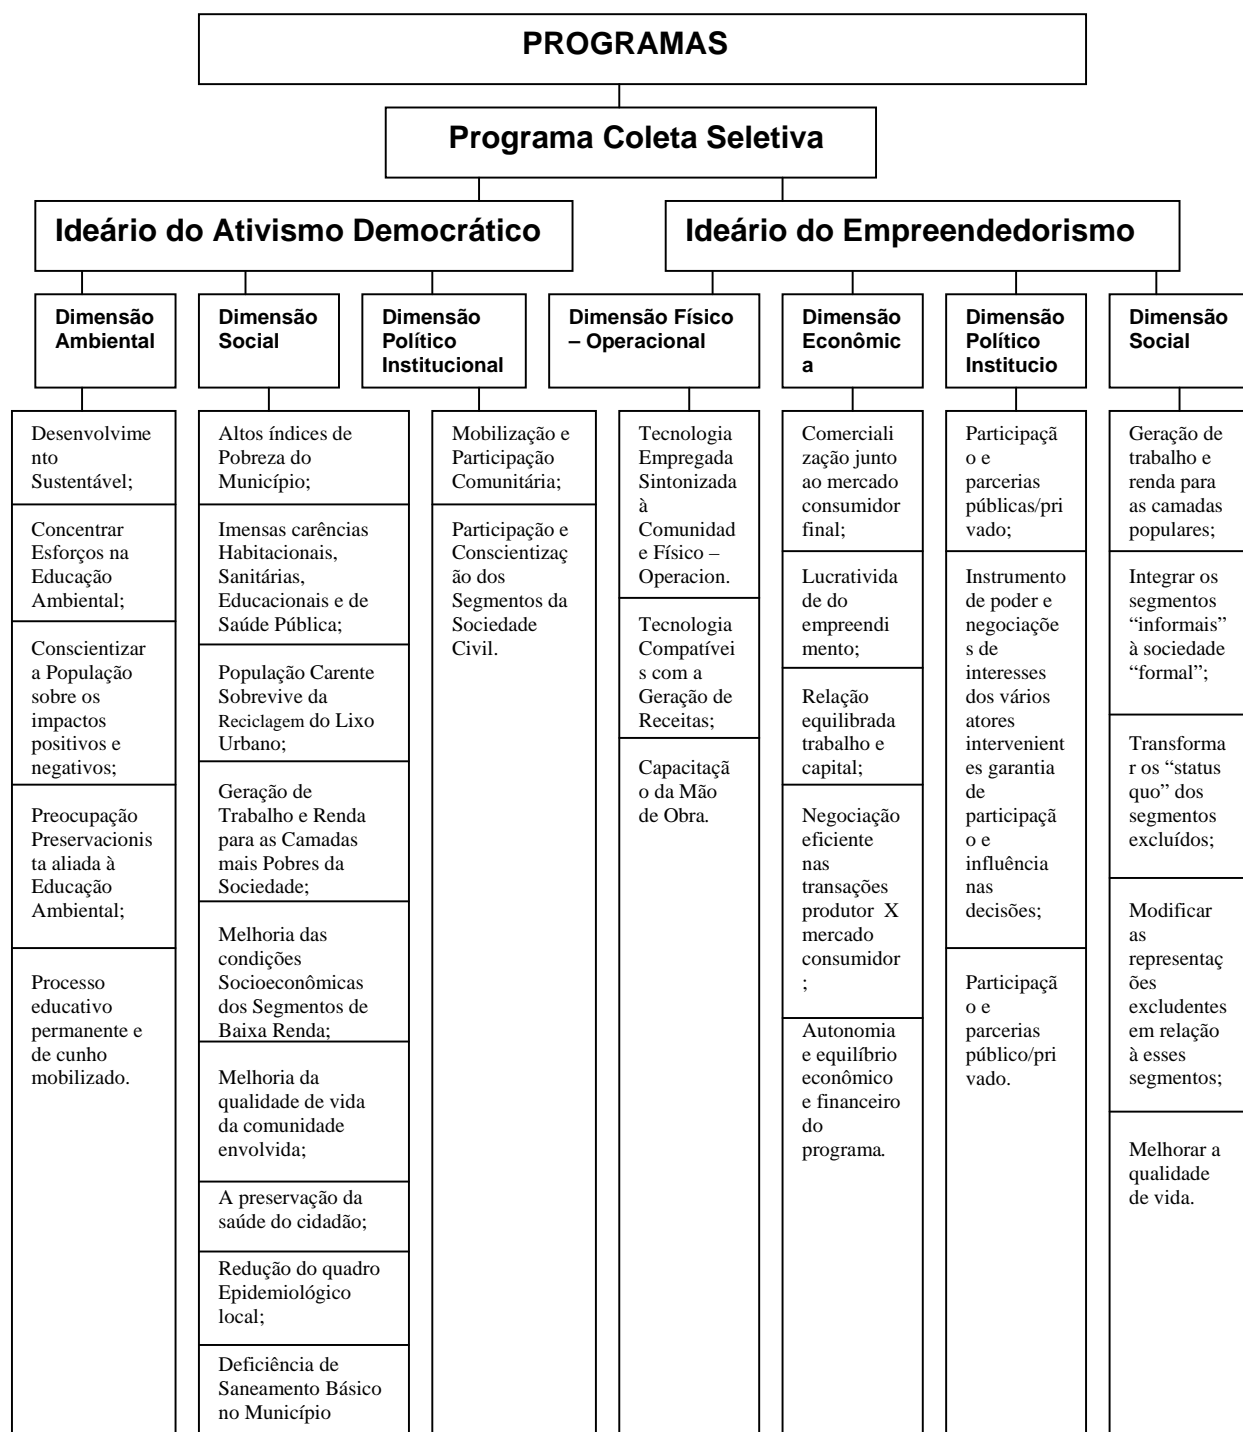 PROGRAMAS
Programa Coleta Seletiva
Ideário do Ativismo Democrático
Ideário do Empreendedorismo
Dimensão
Ambiental
Dimensão
Social
Dimensão
Político
Institucional
Dimensão Físico
– Operacional
Dimensão
Econômic
a
Dimensão
Político
Institucio
Dimensão
Social
Desenvolvime
nto
Sustentável;
Concentrar
Esforços na
Educação
Ambiental;
Conscientizar
a População
sobre os
impactos
positivos e
negativos;
Preocupação
Preservacionis
ta aliada à
Educação
Ambiental;
Processo
educativo
permanente e
de cunho
mobilizado.
Altos índices de
Pobreza do
Município;
Imensas carências
Habitacionais,
Sanitárias,
Educacionais e de
Saúde Pública;
População Carente
Sobrevive da
Reciclagem do Lixo
Urbano;
Geração de
Trabalho e Renda
para as Camadas
mais Pobres da
Sociedade;
Melhoria das
condições
Socioeconômicas
dos Segmentos de
Baixa Renda;
Melhoria da
qualidade de vida
da comunidade
envolvida;
A preservação da
saúde do cidadão;
Redução do quadro
Epidemiológico
local;
Deficiência de
Saneamento Básico
no Município
Mobilização e
Participação
Comunitária;
Participação e
Conscientizaç
ão dos
Segmentos da
Sociedade
Civil.
Tecnologia
Empregada
Sintonizada
à
Comunidad
e Físico –
Operacion.
Tecnologia
Compatívei
s com a
Geração de
Receitas;
Capacitaçã
o da Mão
de Obra.
Comerciali
zação junto
ao mercado
consumidor
final;
Lucrativida
de do
empreendi
mento;
Relação
equilibrada
trabalho e
capital;
Negociação
eficiente
nas
transações
produtor X
mercado
consumidor
;
Autonomia
e equilíbrio
econômico
e financeiro
do
programa.
Participaçã
o e
parcerias
públicas/pri
vado;
Instrumento
de poder e
negociaçõe
s de
interesses
dos vários
atores
intervenient
es garantia
de
participaçã
o e
influência
nas
decisões;
Participaçã
o e
parcerias
público/pri
vado.
Geração de
trabalho e
renda para
as camadas
populares;
Integrar os
segmentos
“informais”
à sociedade
“formal”;
Transforma
r os “status
quo” dos
segmentos
excluídos;
Modificar
as
representaç
ões
excludentes
em relação
à esses
segmentos;
Melhorar a
qualidade
de vida.